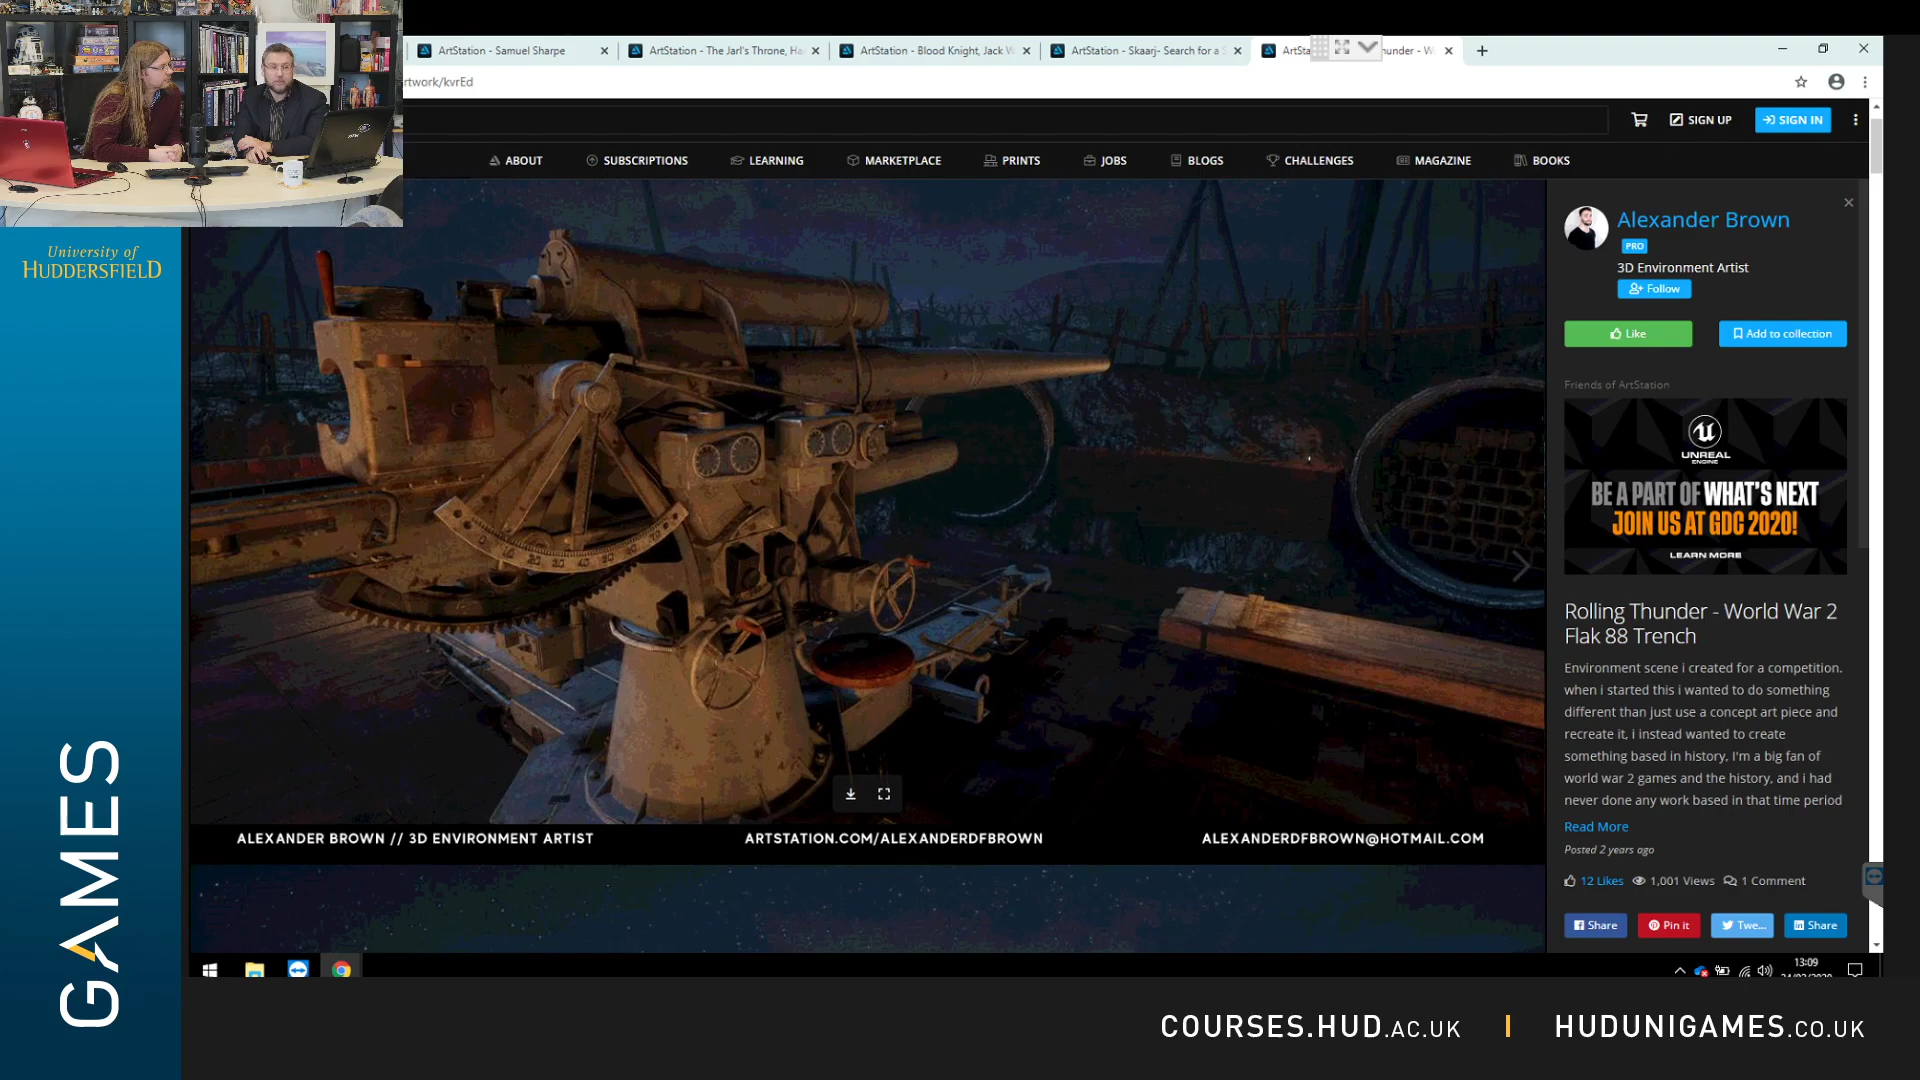 ArtStation - Samuel Sharpe
ArtStation - The Jarl's Throne, Ha
ArtStation - Blood Knight, Jack W
ArtStation - Skaarj- Search for a S
ArtSta
hunder - W
rtwork/kvrEd
SIGN UP
SIGN IN
ABOUT
SUBSCRIPTIONS
LEARNING
MARKETPLACE
PRINTS
JOBS
BLOGS
CHALLENGES
MAGAZINE
BOOKS
University of
HUDDERSFIELD
GAMES
Alexander Brown
PRO
3D Environment Artist
Follow
Like
Add to collection
Friends of ArtStation
UNREAL
ENGINE
BE A PART OF WHAT'S NEXT
JOIN US AT GDC 2020!
LEARN MORE
Rolling Thunder - World War 2
Flak 88 Trench
Environment scene i created for a competition.
when i started this i wanted to do something
different than just use a concept art piece and
recreate it, i instead wanted to create
something based in history. I'm a big fan of
world war 2 games and the history, and i had
never done any work based in that time period
Read More
Posted 2 years ago
12 Likes
1,001 Views
1 Comment
Share
Pin it
Twe...
Share
ALEXANDER BROWN // 3D ENVIRONMENT ARTIST
ARTSTATION.COM/ALEXANDERDFBROWN
ALEXANDERDFBROWN@HOTMAIL.COM
13:09
COURSES.HUD.AC.UK | HUDUNIGAMES.CO.UK